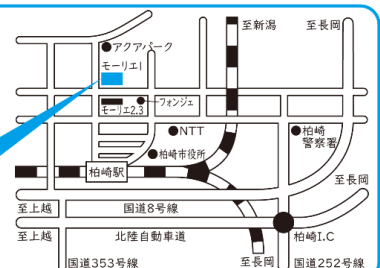 至新潟
至長岡
アクアパーク
モーリエ1
モーリエ2.3
フォンジェ
NTT
柏崎
警察署
柏崎市役所
柏崎駅
至長岡
至上越
国道8号線
至上越
北陸自動車道
柏崎I.C
国道353号線
至長岡
国道252号線